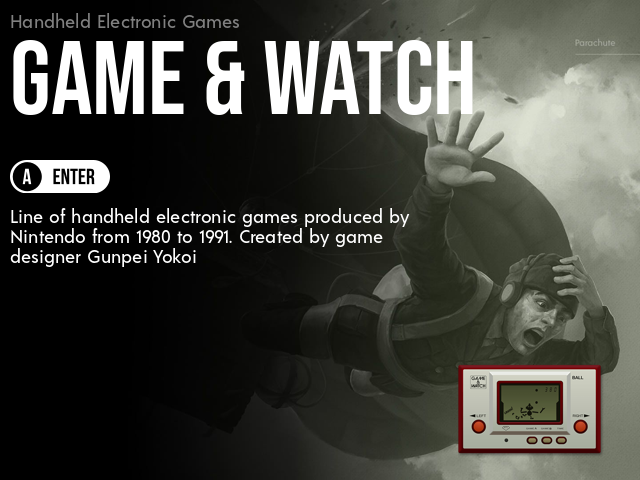 Handheld Electronic Games
Parachute
GAME & WATCH
A ENTER
Line of handheld electronic games produced by
Nintendo from 1980 to 1991. Created by game
designer Gunpei Yokoi
GAME
&
WATCH
BALL
LEFT
RIGHT